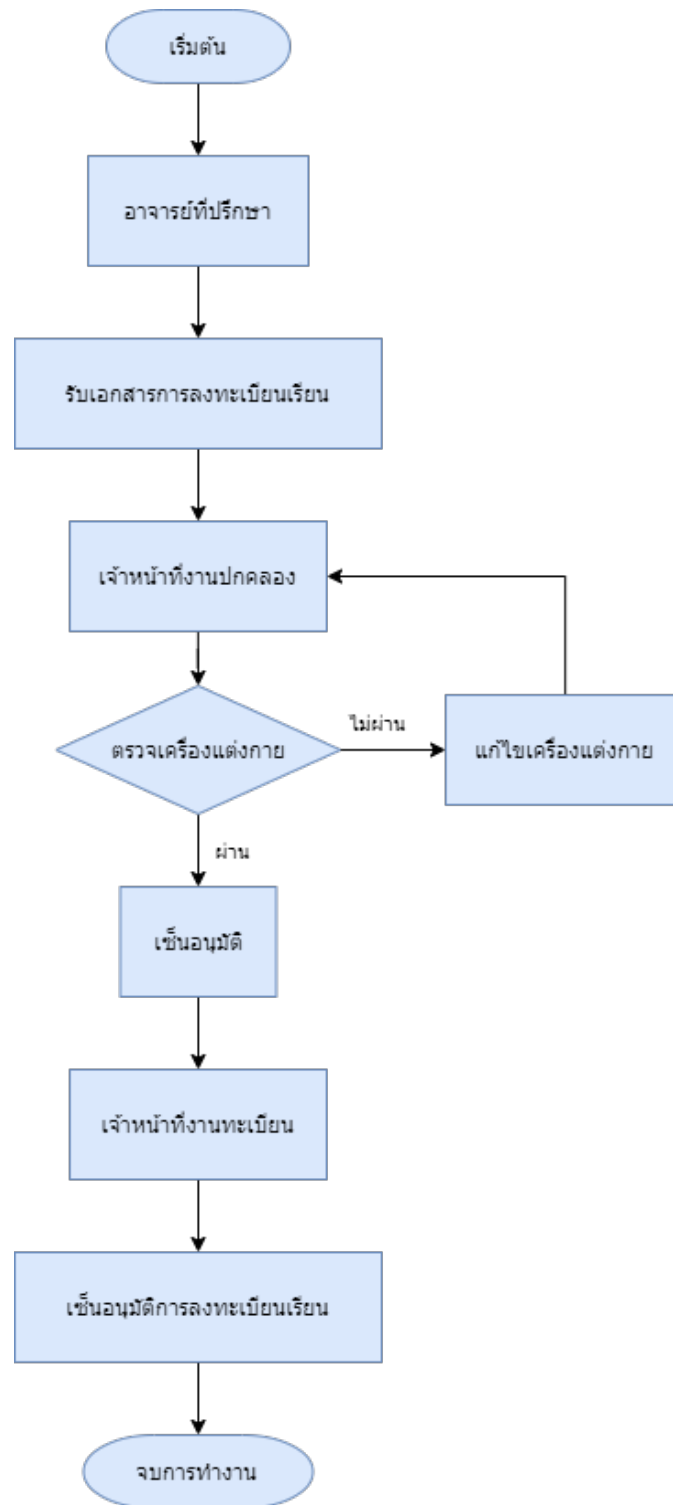 เริ่มต้น
อาจารย์ที่ปรึกษา
รับเอกสารการลงทะเบียนเรียน
เจ้าหน้าที่งานปกคลอง
ตรวจเครื่องแต่งกาย
ไม่ผ่าน
แก้ไขเครื่องแต่งกาย
ผ่าน
เซ็นอนุมัติ
เจ้าหน้าที่งานทะเบียน
เซ็นอนุมัติการลงทะเบียนเรียน
จบการทำงาน